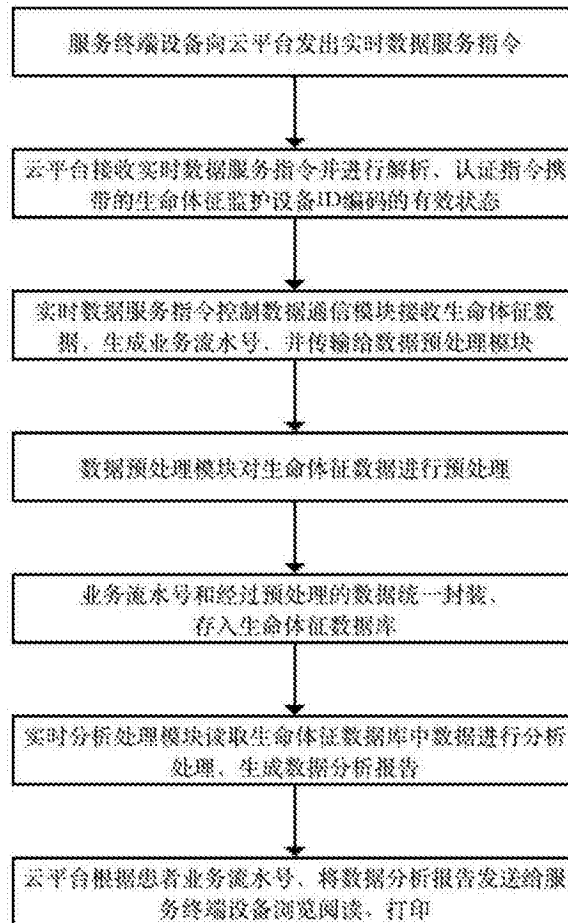 服务终端设备向云平台发出实时数据服务指令
云平台接收实时数据服务指令并进行解析、认证指令携
带的生命体征监护设备ID编码的有效状态
实时数据服务指令控制数据通信模块接收生命体征数
据、生成业务流水号、并传输给数据预处理模块
数据预处理模块对生命体征数据进行预处理
业务流水号和经过预处理的数据统一封装、
存入生命体征数据库
实时分析处理模块读取生命体征数据库中数据进行分析
处理、生成数据分析报告
云平台根据患者业务流水号、将数据分析报告发送给服
务终端设备浏览阅读、打印